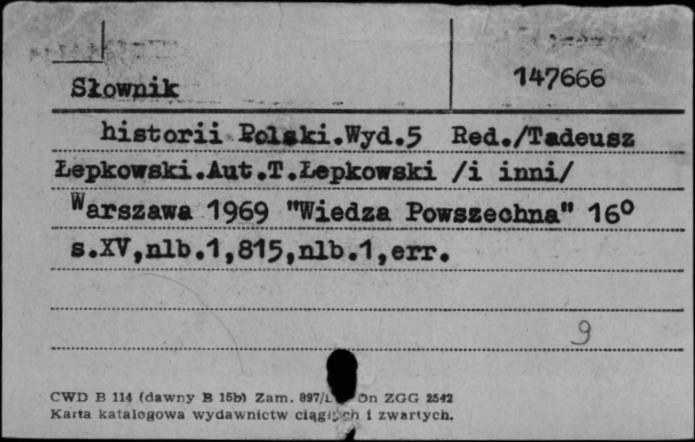 147666
Słownik
historii Polski.Wyd.5 Red./Tadeusz
Łepkowski.Aut.T.Łepkowski /i inni/
Warszawa 1969 "Wiedza Powszechna" 16°
s.XV,nlb.1,815,nlb.1,err.
9
CWD B 114 (dawny B 15b) Zam. 897/ ZGG 2542
Karta katalogowa wydawnictw ciągłych i zwartych.